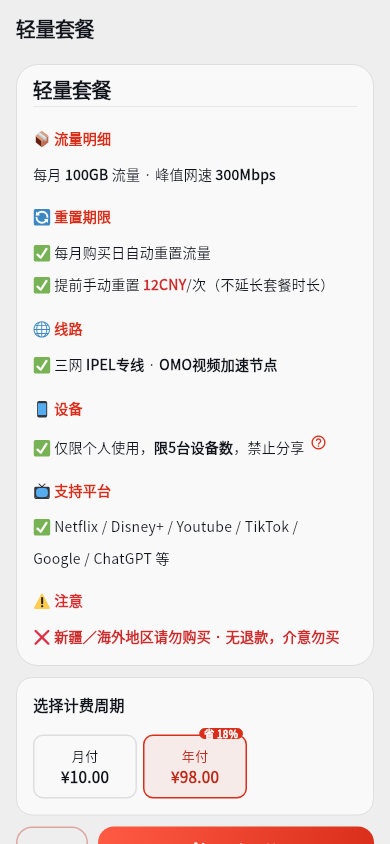 轻量套餐
轻量套餐
📦 流量明细
每月 100GB 流量 · 峰值网速 300Mbps
🔄 重置期限
✅ 每月购买日自动重置流量
✅ 提前手动重置 12CNY/次（不延长套餐时长）
🌐 线路
✅ 三网 IPEL专线 · OMO视频加速节点
📱 设备
✅ 仅限个人使用，限5台设备数，禁止分享
📺 支持平台
✅ Netflix / Disney+ / Youtube / TikTok /
Google / ChatGPT 等
⚠️ 注意
❌ 新疆／海外地区请勿购买 · 无退款，介意勿买
选择计费周期
月付
¥10.00
省 18%
年付
¥98.00